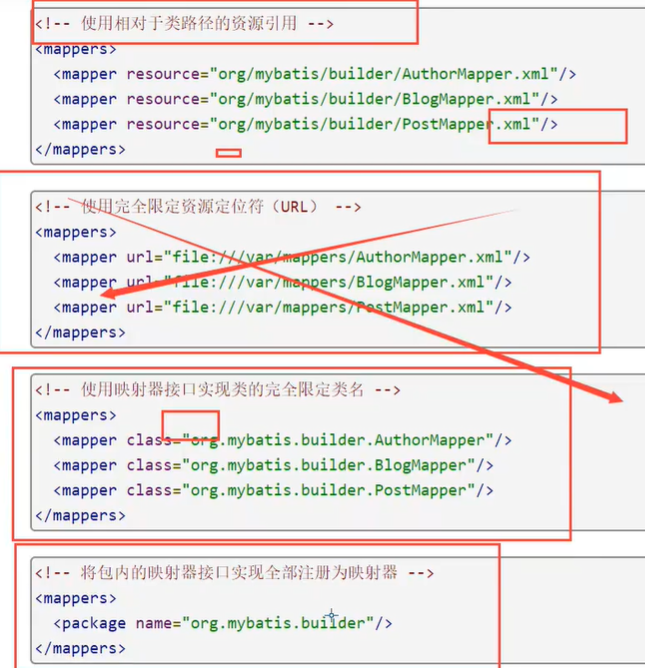 <!-- 使用相对于类路径的资源引用 -->
<mappers>
  <mapper resource="org/mybatis/builder/AuthorMapper.xml"/>
  <mapper resource="org/mybatis/builder/BlogMapper.xml"/>
  <mapper resource="org/mybatis/builder/PostMapper.xml"/>
</mappers>
<!-- 使用完全限定资源定位符（URL） -->
<mappers>
  <mapper url="file:///var/mappers/AuthorMapper.xml"/>
  <mapper url="file:///var/mappers/BlogMapper.xml"/>
  <mapper url="file:///var/mappers/PostMapper.xml"/>
</mappers>
<!-- 使用映射器接口实现类的完全限定类名 -->
<mappers>
  <mapper class="org.mybatis.builder.AuthorMapper"/>
  <mapper class="org.mybatis.builder.BlogMapper"/>
  <mapper class="org.mybatis.builder.PostMapper"/>
</mappers>
<!-- 将包内的映射器接口实现全部注册为映射器 -->
<mappers>
  <package name="org.mybatis.builder"/>
</mappers>